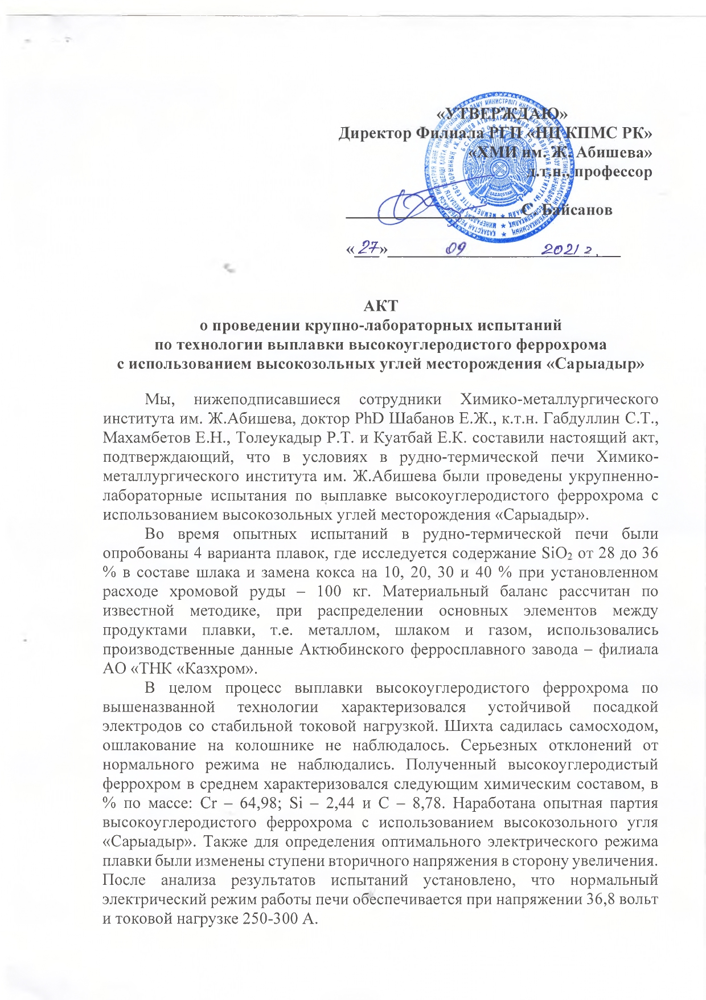 «УТВЕРЖДАЮ»
Директор Филиала РГП «НЦ КПМС РК»
«ХМИ им. Ж. Абишева»
д.т.н., профессор
С. Байсанов
«27» 09 2021 г.
QAZAQSTAN
АКТ
о проведении крупно-лабораторных испытаний
по технологии выплавки высокоуглеродистого феррохрома
с использованием высокозольных углей месторождения «Сарыадыр»
Мы, нижеподписавшиеся сотрудники Химико-металлургического
института им. Ж.Абишева, доктор PhD Шабанов Е.Ж., к.т.н. Габдуллин С.Т.,
Махамбетов Е.Н., Толеукадыр Р.Т. и Куатбай Е.К. составили настоящий акт,
подтверждающий, что в условиях в рудно-термической печи Химико-
металлургического института им. Ж.Абишева были проведены укрупненно-
лабораторные испытания по выплавке высокоуглеродистого феррохрома с
использованием высокозольных углей месторождения «Сарыадыр».
Во время опытных испытаний в рудно-термической печи были
опробованы 4 варианта плавок, где исследуется содержание SiO₂ от 28 до 36
% в составе шлака и замена кокса на 10, 20, 30 и 40 % при установленном
расходе хромовой руды – 100 кг. Материальный баланс рассчитан по
известной методике, при распределении основных элементов между
продуктами плавки, т.е. металлом, шлаком и газом, использовались
производственные данные Актюбинского ферросплавного завода – филиала
АО «ТНК «Казхром».
В целом процесс выплавки высокоуглеродистого феррохрома по
вышеназванной технологии характеризовался устойчивой посадкой
электродов со стабильной токовой нагрузкой. Шихта садилась самосходом,
ошлакование на колошнике не наблюдалось. Серьезных отклонений от
нормального режима не наблюдались. Полученный высокоуглеродистый
феррохром в среднем характеризовался следующим химическим составом, в
% по массе: Cr – 64,98; Si – 2,44 и C – 8,78. Наработана опытная партия
высокоуглеродистого феррохрома с использованием высокозольного угля
«Сарыадыр». Также для определения оптимального электрического режима
плавки были изменены ступени вторичного напряжения в сторону увеличения.
После анализа результатов испытаний установлено, что нормальный
электрический режим работы печи обеспечивается при напряжении 36,8 вольт
и токовой нагрузке 250-300 А.